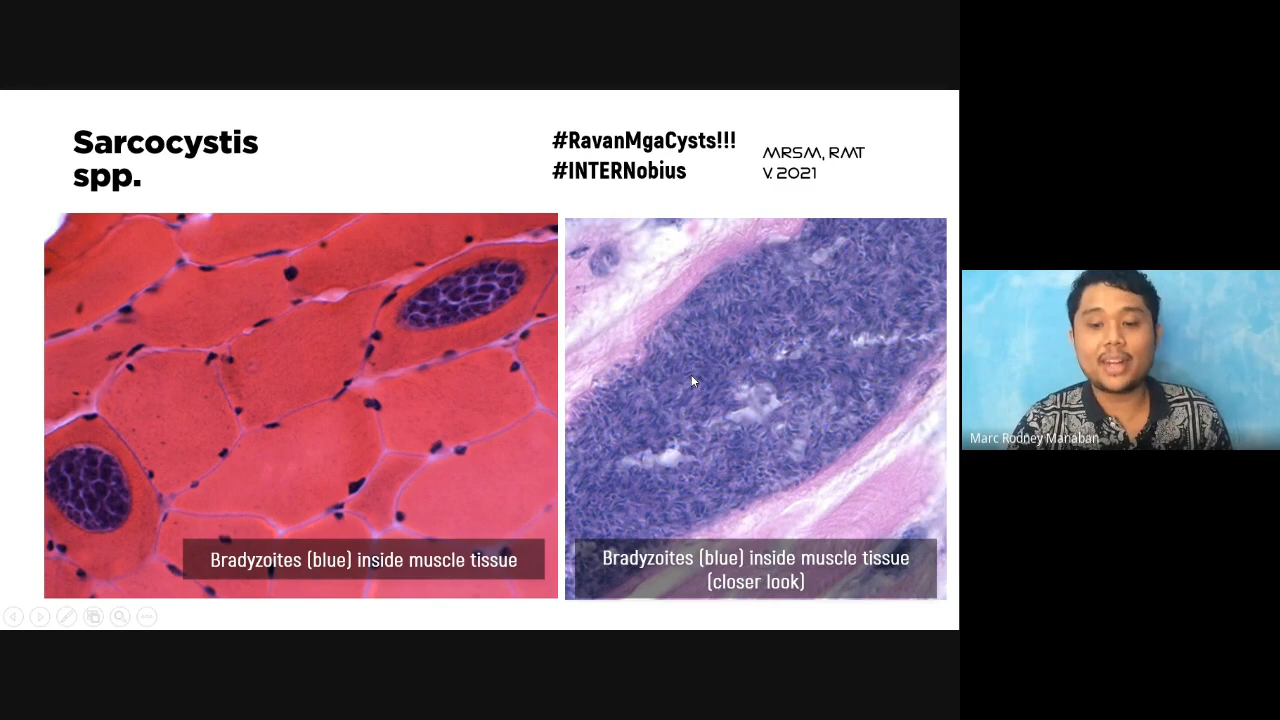 Sarcocystis
spp.
#RavanMgaCysts!!!
#INTERNobius
MRSM, RMT
V. 2021
Bradyzoites (blue) inside muscle tissue
Bradyzoites (blue) inside muscle tissue
(closer look)
Marc Rodney Manaban